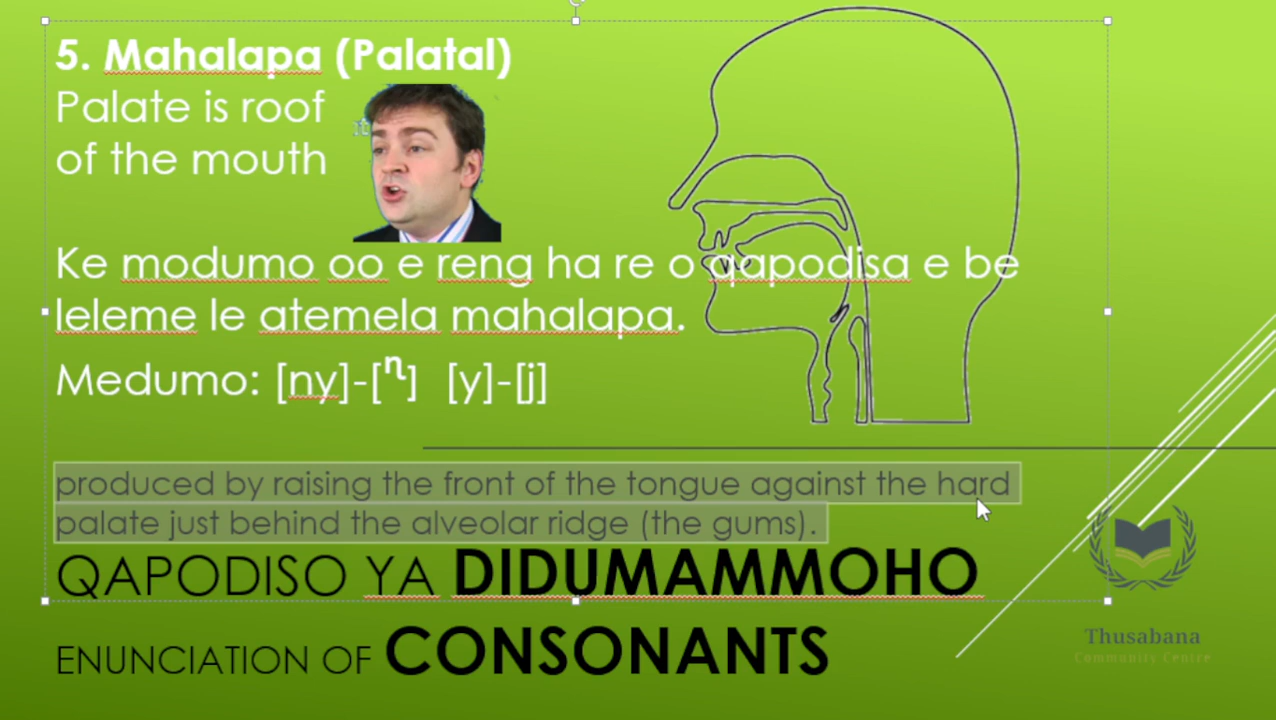 5. Mahalapa (Palatal)
Palate is roof
of the mouth
Ke modumo oo e reng ha re o qapodisa e be
leleme le atemela mahalapa.
Medumo: [ny]-[ɲ] [y]-[j]
produced by raising the front of the tongue against the hard
palate just behind the alveolar ridge (the gums).
QAPODISO YA DIDUMAMMOHO
ENUNCIATION OF CONSONANTS
Thusabana
Community Centre